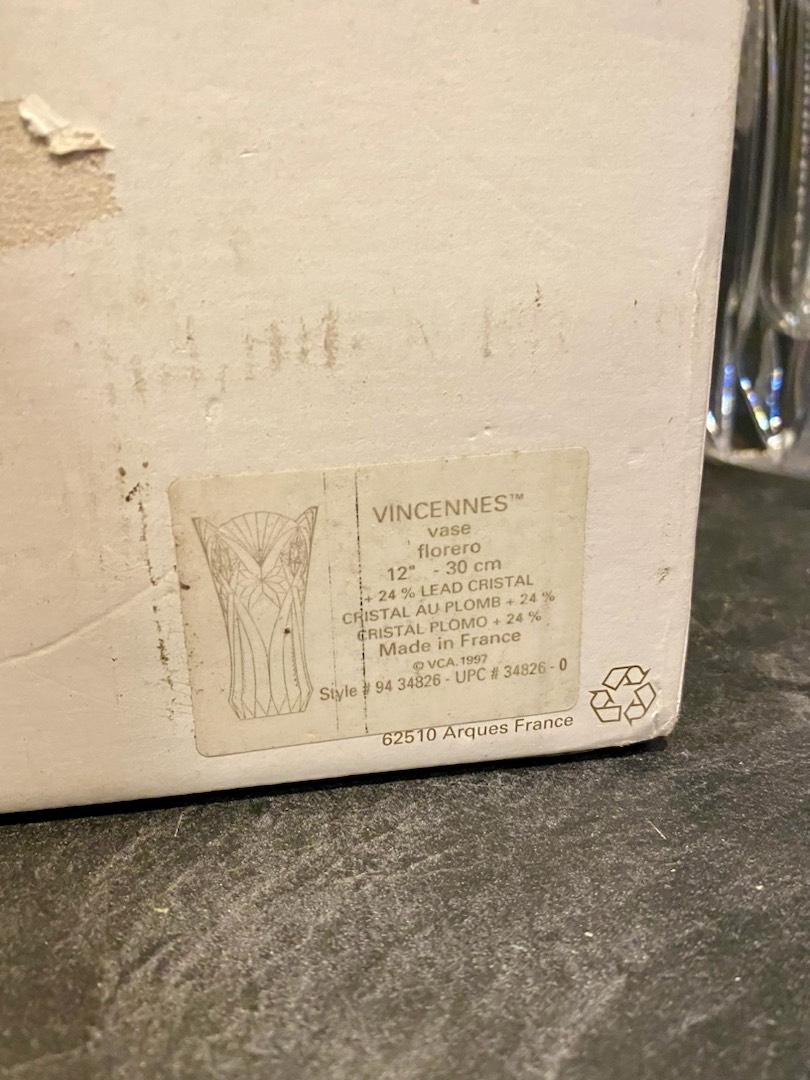 VINCENNES™
vase
florero
12" - 30 cm
+ 24 % LEAD CRISTAL
CRISTAL AU PLOMB + 24 %
CRISTAL PLOMO + 24 %
Made in France
© VCA.1997
Style # 94 34826 - UPC # 34826 - 0
62510 Arques France